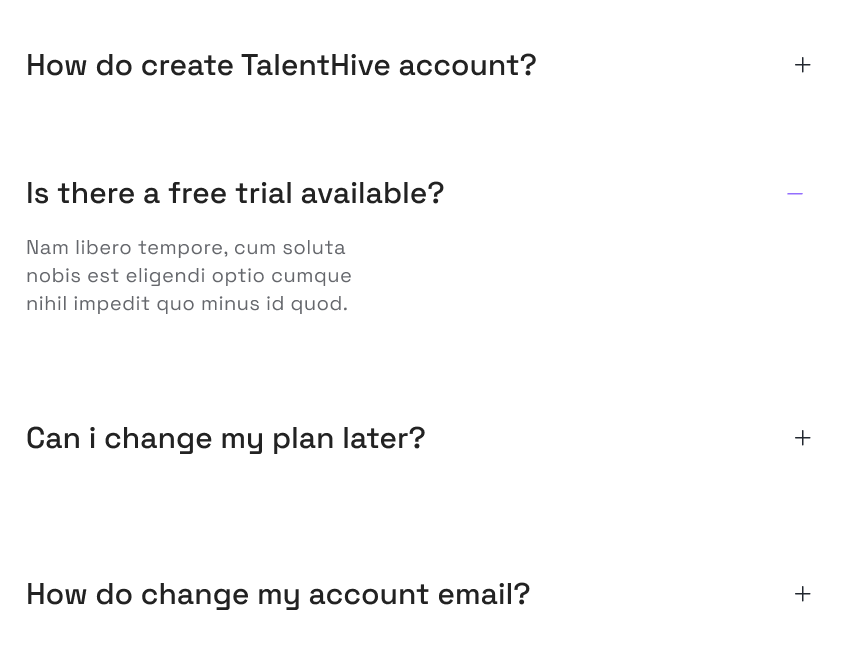 How do create TalentHive account?
Is there a free trial available?
Nam libero tempore, cum soluta
nobis est eligendi optio cumque
nihil impedit quo minus id quod.
Can i change my plan later?
How do change my account email?